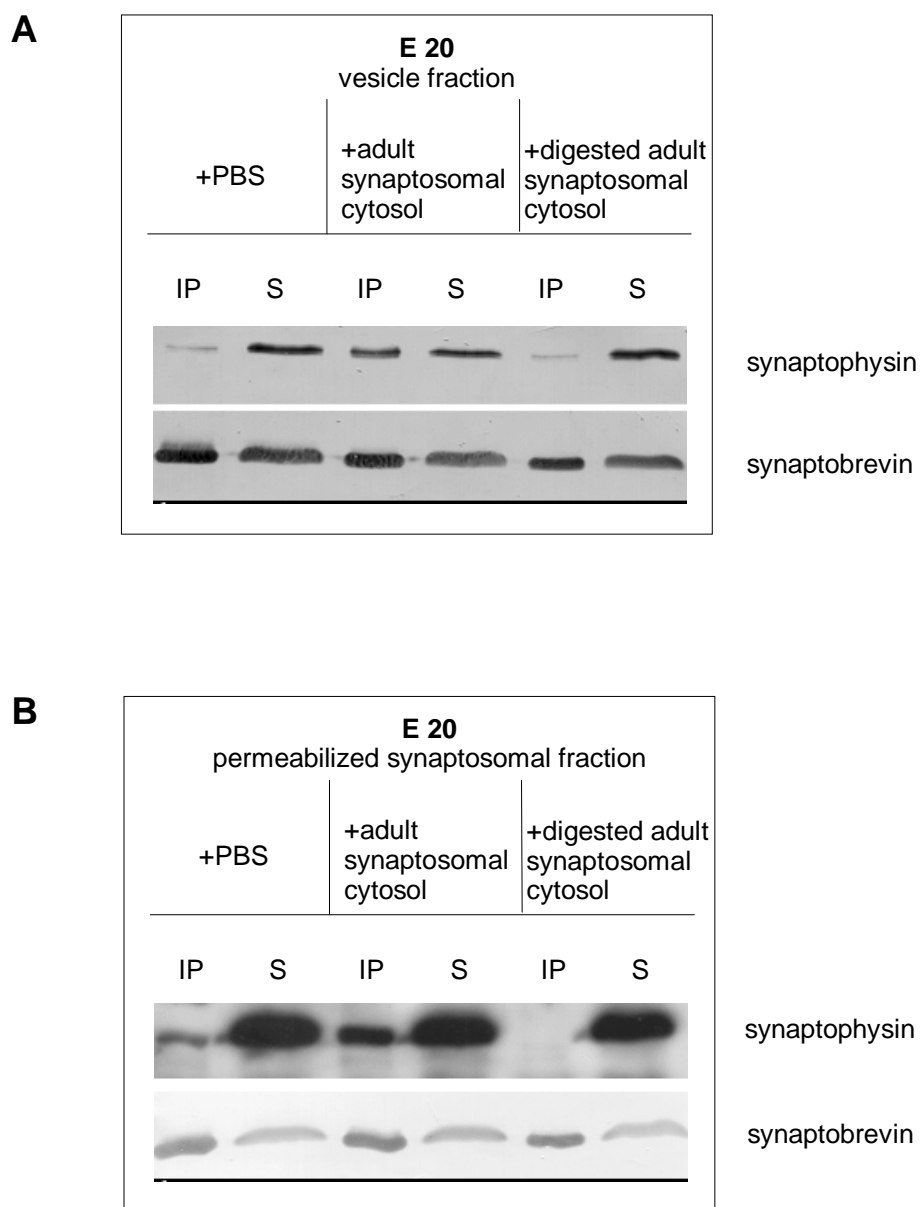 A
E 20
vesicle fraction
+PBS
+adult
synaptosomal
cytosol
+digested adult
synaptosomal
cytosol
IP S IP S IP S
synaptophysin
synaptobrevin
B
E 20
permeabilized synaptosomal fraction
+PBS
+adult
synaptosomal
cytosol
+digested adult
synaptosomal
cytosol
IP S IP S IP S
synaptophysin
synaptobrevin